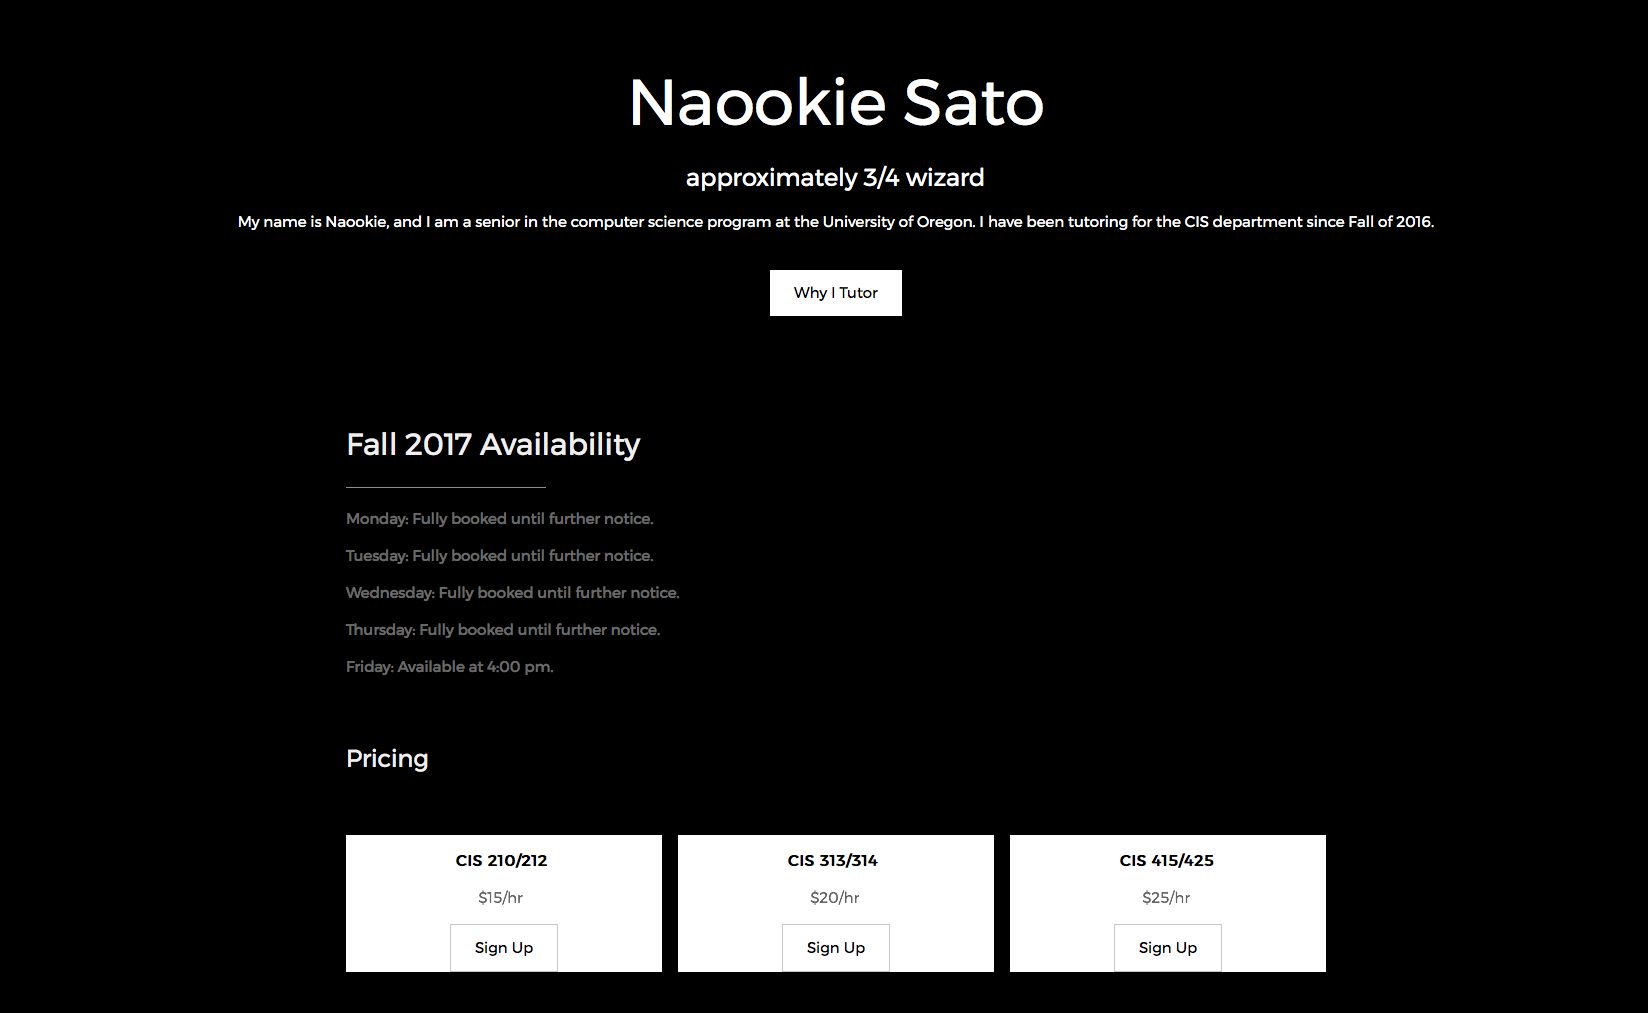 Naookie Sato
approximately 3/4 wizard
My name is Naookie, and I am a senior in the computer science program at the University of Oregon. I have been tutoring for the CIS department since Fall of 2016.
Why I Tutor
Fall 2017 Availability
Monday: Fully booked until further notice.
Tuesday: Fully booked until further notice.
Wednesday: Fully booked until further notice.
Thursday: Fully booked until further notice.
Friday: Available at 4:00 pm.
Pricing
CIS 210/212
$15/hr
Sign Up
CIS 313/314
$20/hr
Sign Up
CIS 415/425
$25/hr
Sign Up